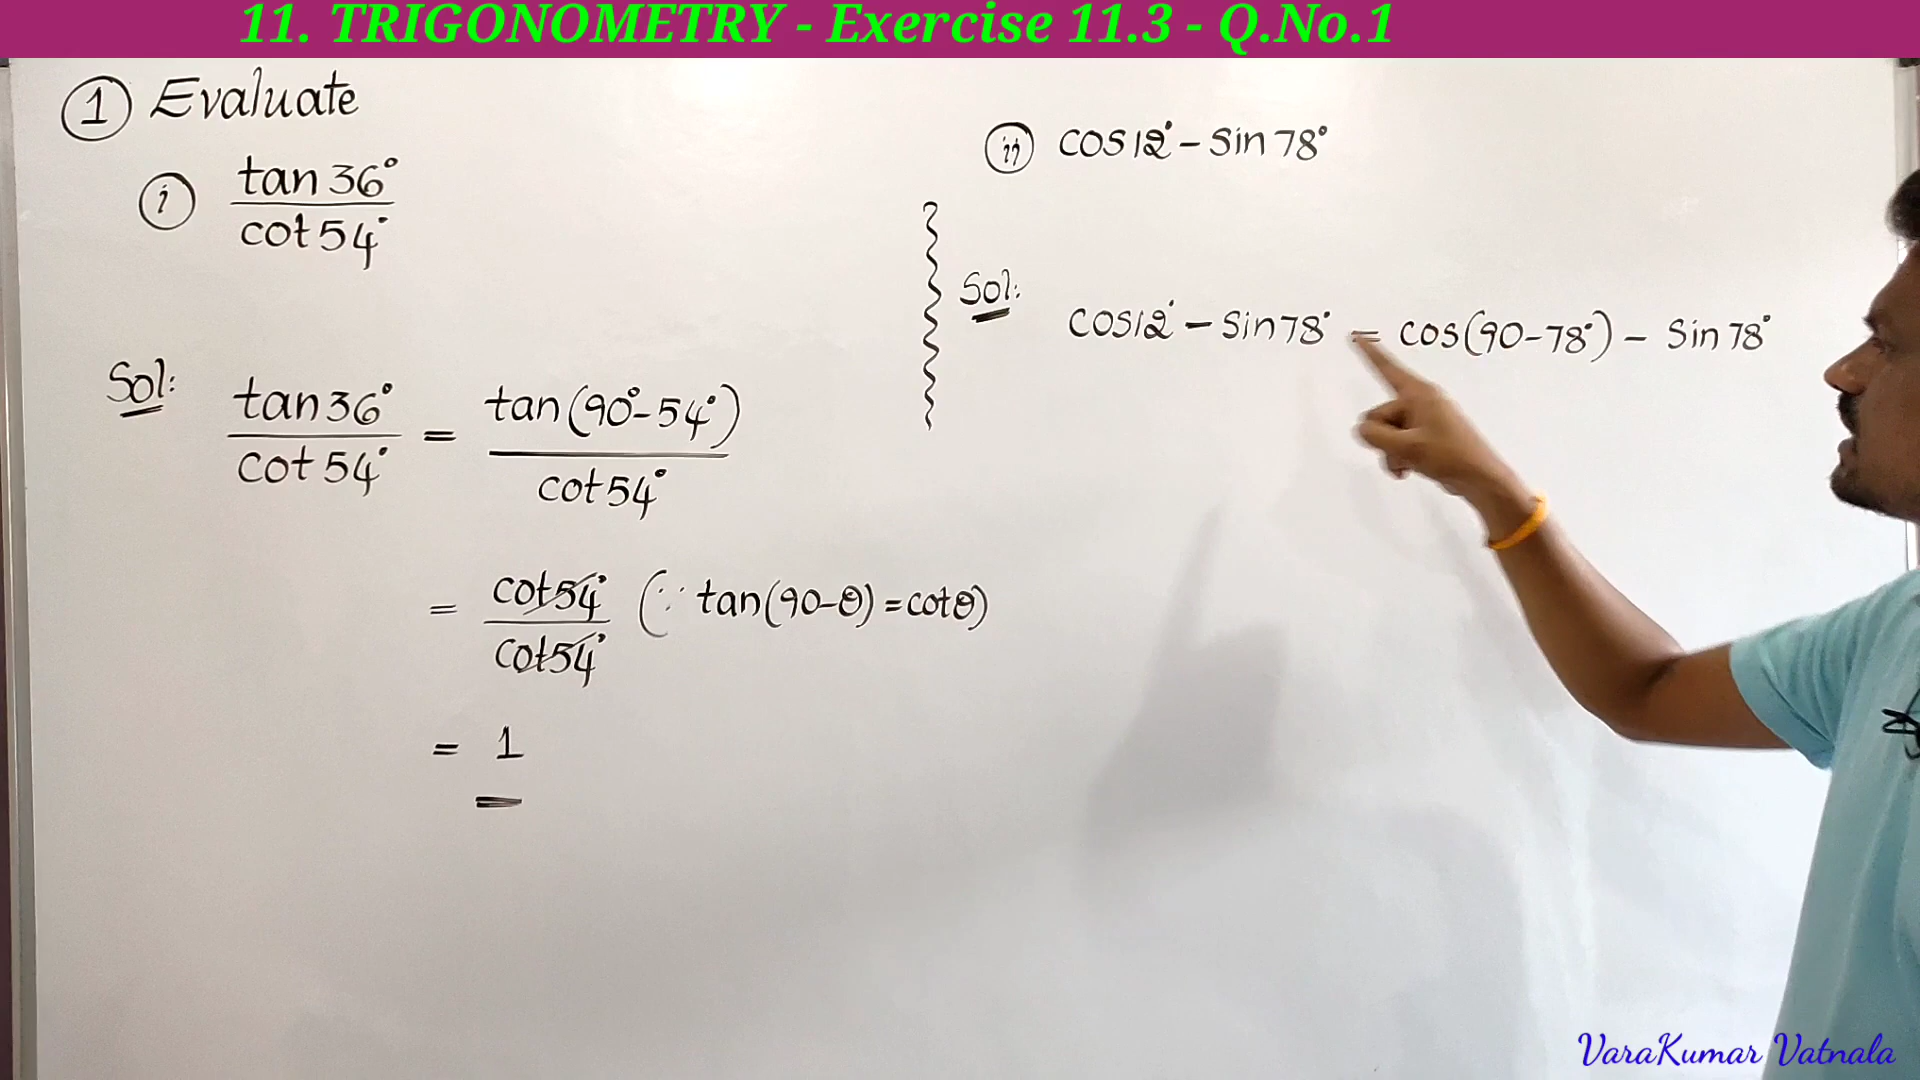 11. TRIGONOMETRY - Exercise 11.3 - Q.No.1
1 Evaluate
i tan 36°
cot 54°
Sol:
tan 36° = tan(90°-54°)
cot 54° cot 54°
= cot 54° (∵ tan(90-θ) = cotθ)
cot 54°
= 1
ii cos 12° - Sin 78°
Sol:
cos 12° - Sin 78° = cos(90-78°) - Sin 78°
VaraKumar Vatnala